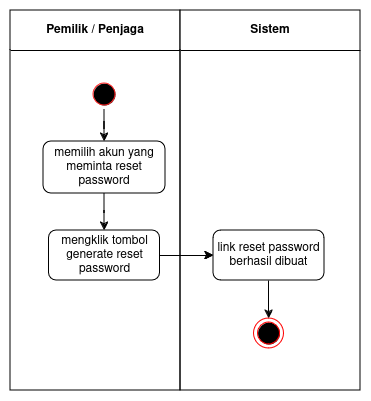 Pemilik / Penjaga
Sistem
memilih akun yang
meminta reset
password
mengklik tombol
generate reset
password
link reset password
berhasil dibuat